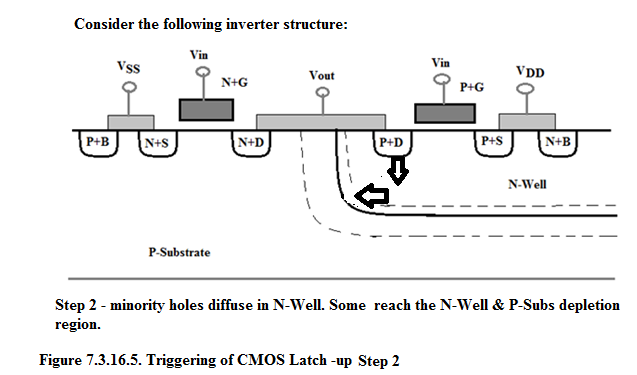 Consider the following inverter structure:
Vin
VSS
N+G
Vout
Vin
P+G
VDD
P+B
N+S
N+D
P+D
P+S
N+B
N-Well
P-Substrate
Step 2 - minority holes diffuse in N-Well. Some reach the N-Well & P-Subs depletion
region.
Figure 7.3.16.5. Triggering of CMOS Latch -up Step 2